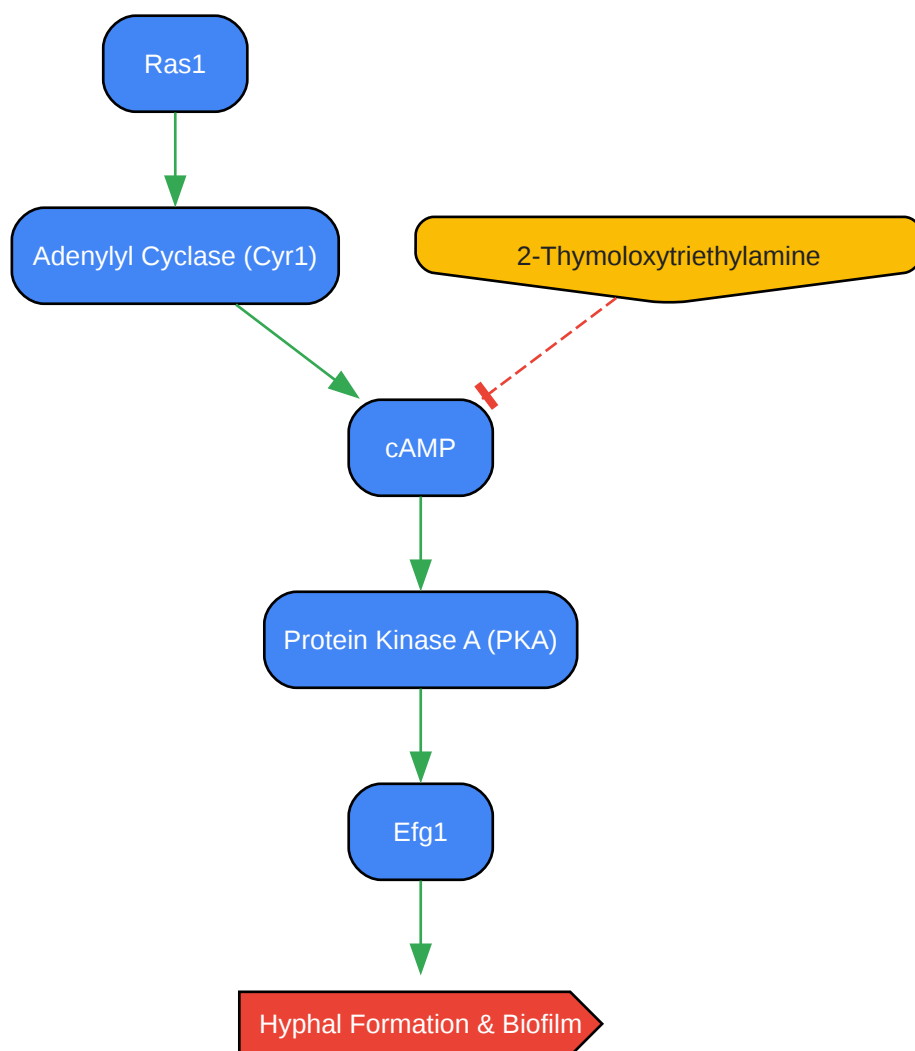 Ras1
Adenylyl Cyclase (Cyr1)
2-Thymoloxytriethylamine
cAMP
Protein Kinase A (PKA)
Efg1
Hyphal Formation & Biofilm